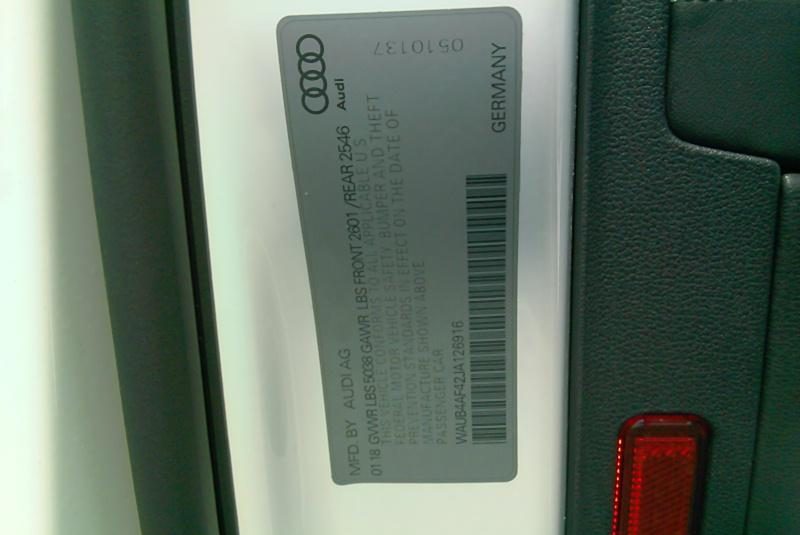 Audi
0510137
MFD. BY AUDI AG
01 18 GVWR LBS 5038 GAWR LBS FRONT 2601 /REAR 2546
THIS VEHICLE CONFORMS TO ALL APPLICABLE U S
FEDERAL MOTOR VEHICLE SAFETY BUMPER AND THEFT
PREVENTION STANDARDS IN EFFECT ON THE DATE OF
MANUFACTURE SHOWN ABOVE
PASSENGER CAR
WAUB4AF42JA126916
GERMANY